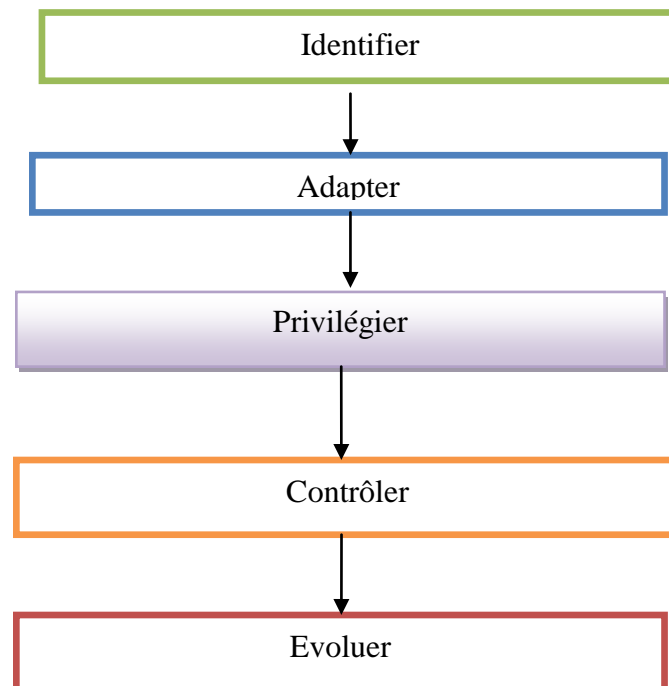 Identifier
Adapter
Privilégier
Contrôler
Evoluer